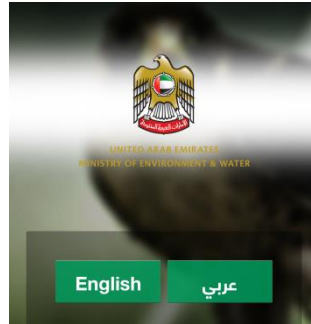 UNITED ARAB EMIRATES
MINISTRY OF ENVIRONMENT & WATER
English
عربي